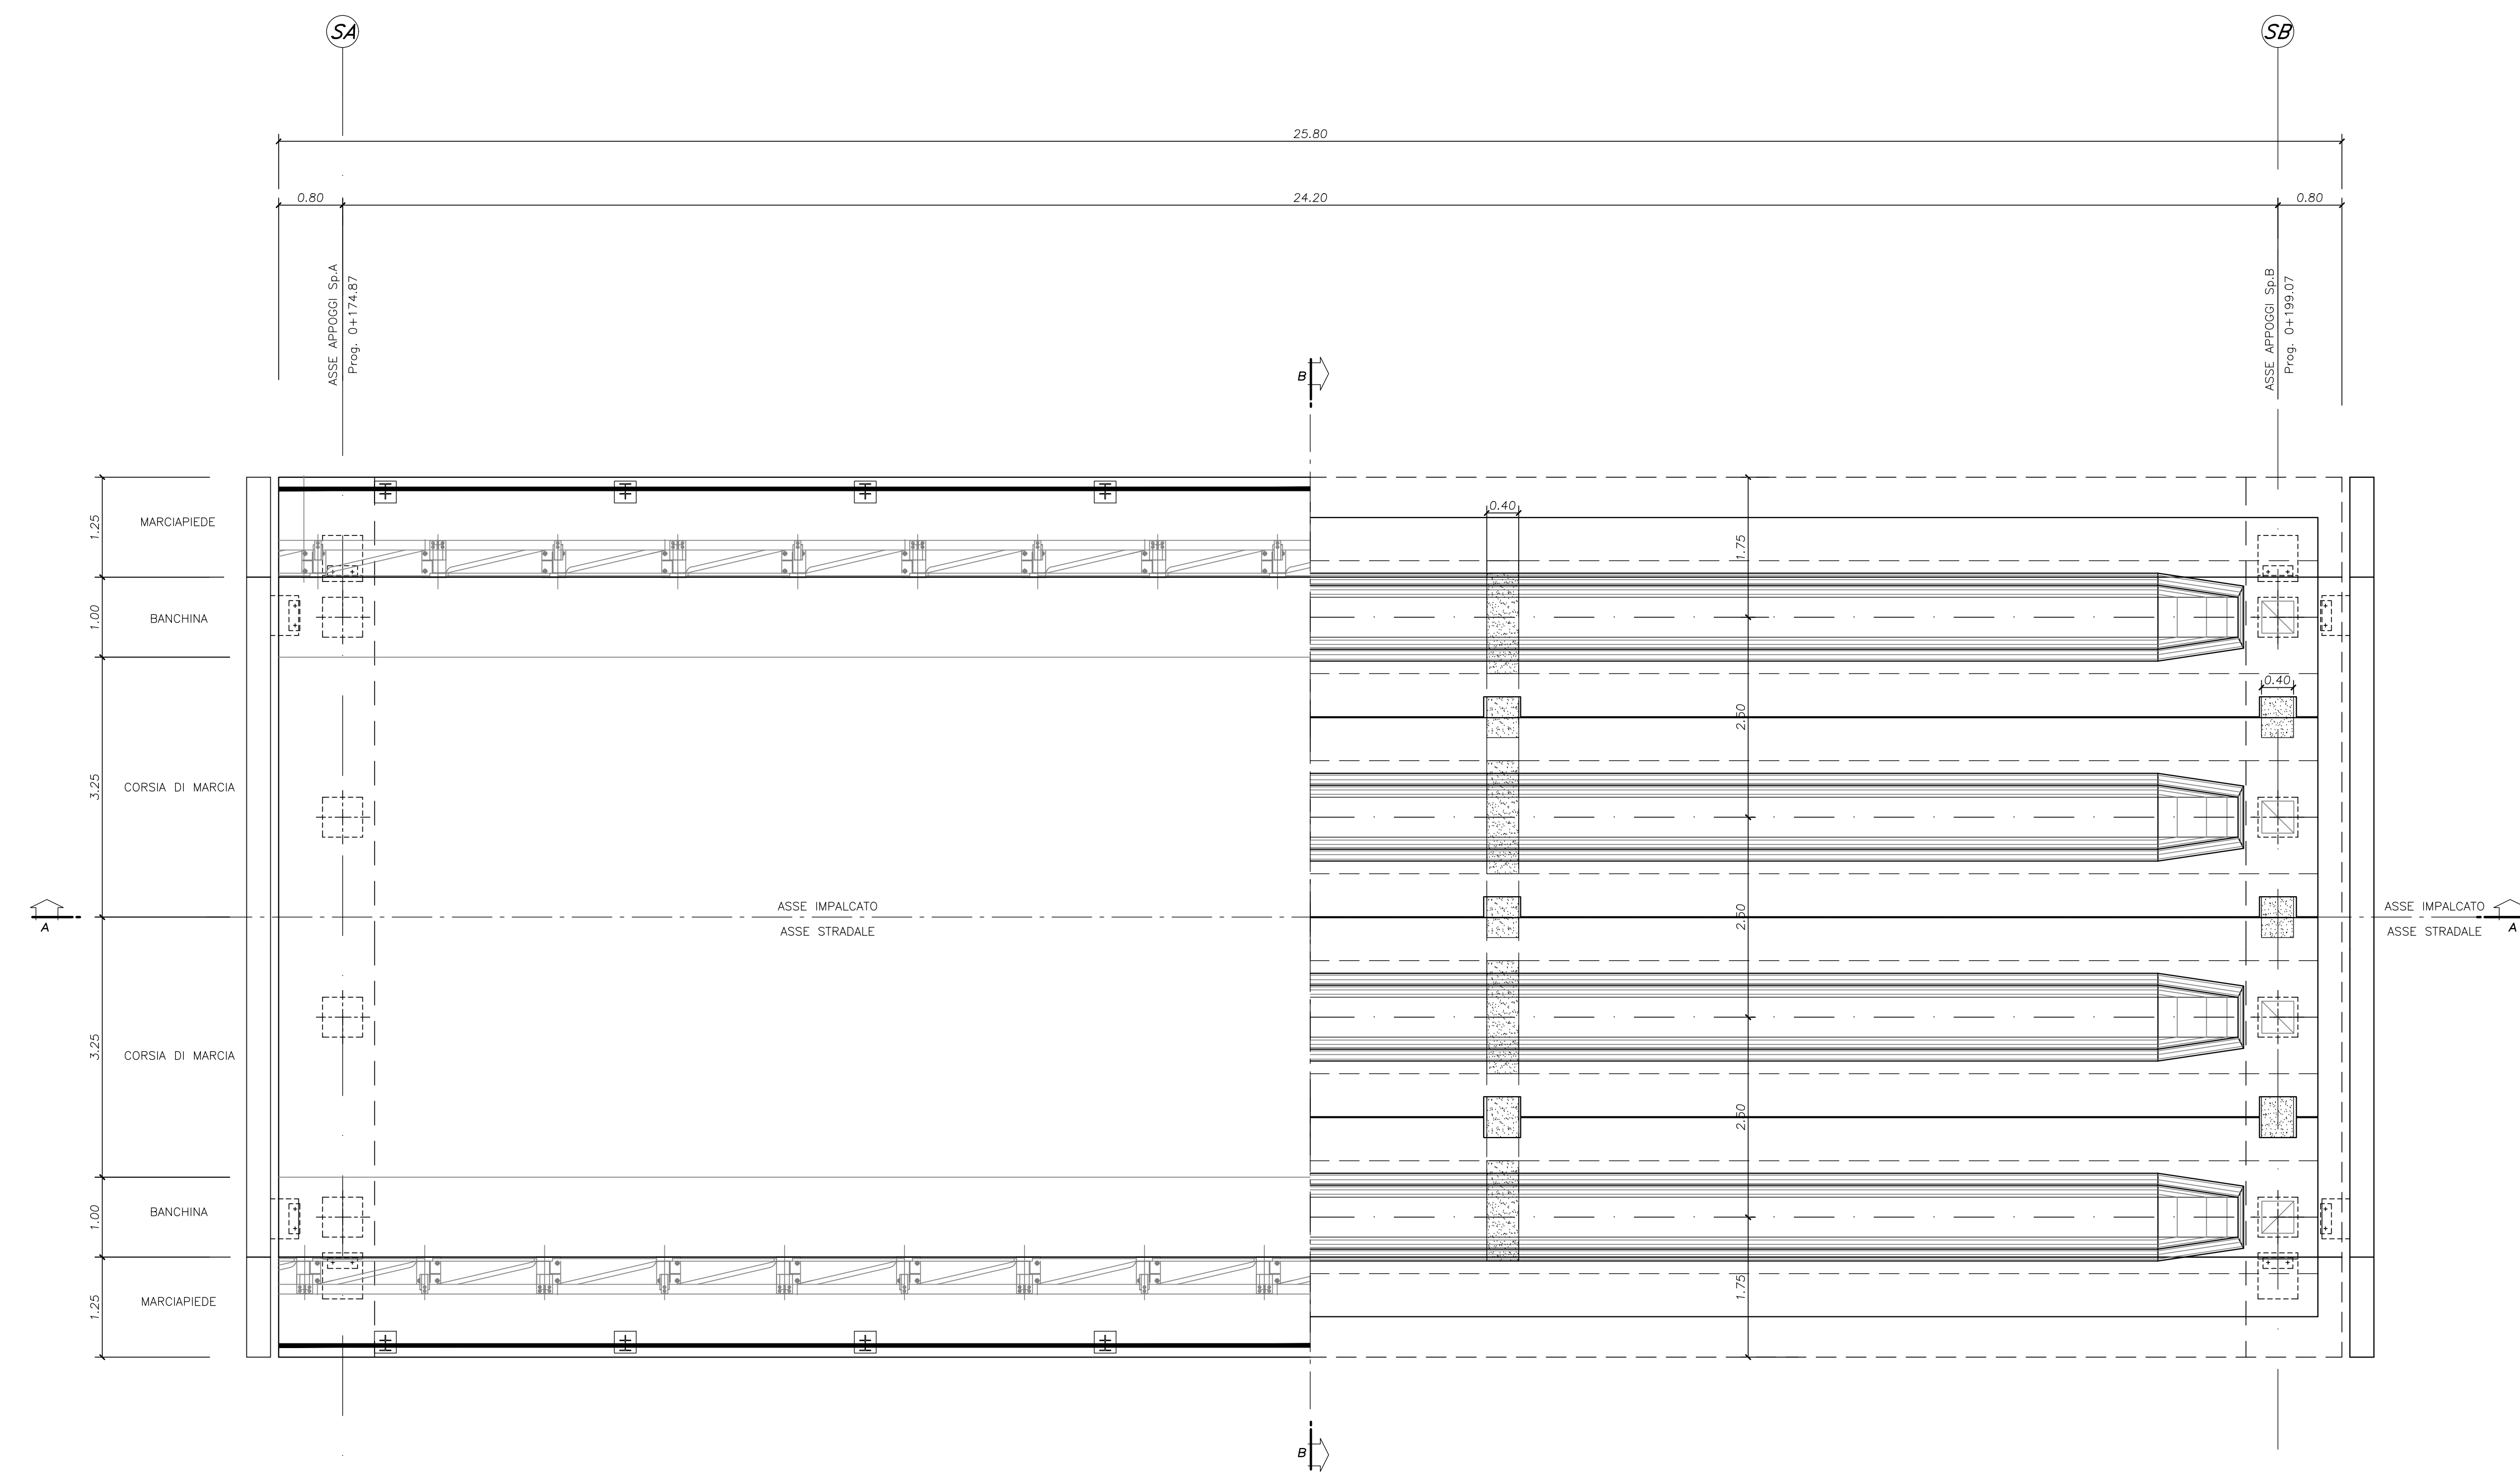 SA
SB
25.80
0.80
24.20
0.80
ASSE APPOGGI Sp.A
Prog. 0+174.87
ASSE APPOGGI Sp.B
Prog. 0+199.07
B
1.25
MARCIAPIEDE
0.40
1.75
1.00
BANCHINA
0.40
2.50
3.25
CORSIA DI MARCIA
ASSE IMPALCATO
ASSE STRADALE
2.50
ASSE IMPALCATO
ASSE STRADALE
A
A
3.25
CORSIA DI MARCIA
2.50
1.00
BANCHINA
1.25
MARCIAPIEDE
1.75
B